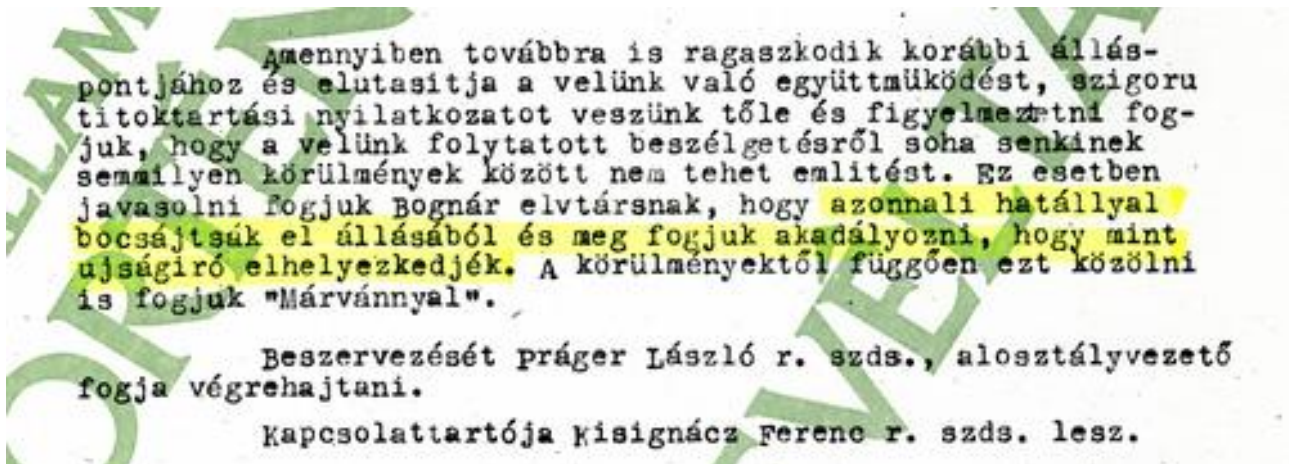 Amennyiben továbbra is ragaszkodik korábbi állás-
pontjához és elutasitja a velünk való együttmüködést, szigoru
titoktartási nyilatkozatot veszünk tőle és figyelmeztetni fog-
juk, hogy a velünk folytatott beszélgetésről soha senkinek
semmilyen körülmények között nem tehet emlitést. Ez esetben
javasolni fogjuk Bognár elvtársnak, hogy azonnali hatállyal
bocsájtsák el állásából és meg fogjuk akadályozni, hogy mint
ujságiró elhelyezkedjék. A körülményektől függően ezt közölni
is fogjuk "Márvánnyal".
Beszervezését Práger László r. szds., alosztályvezető
fogja végrehajtani.
Kapcsolattartója Kisignácz Ferenc r. szds. lesz.